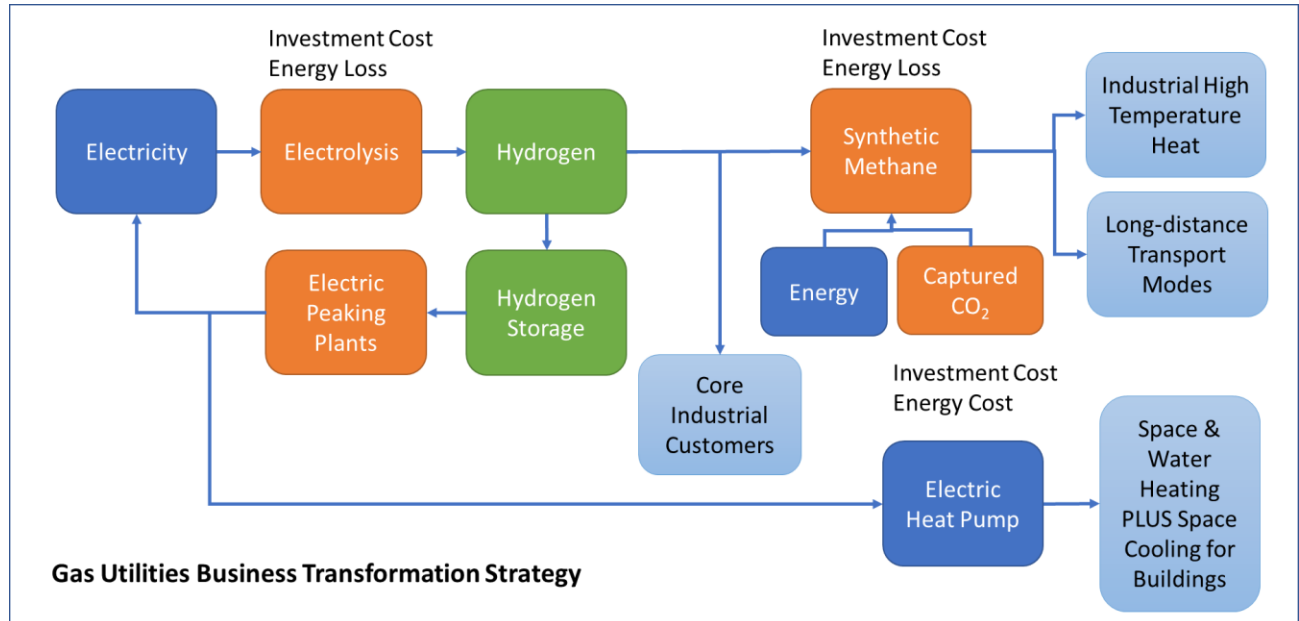 Investment Cost
Energy Loss
Investment Cost
Energy Loss
Electricity
Electrolysis
Hydrogen
Synthetic
Methane
Industrial High
Temperature
Heat
Electric
Peaking
Plants
Hydrogen
Storage
Energy
Captured
CO₂
Long-distance
Transport
Modes
Core
Industrial
Customers
Investment Cost
Energy Cost
Electric
Heat Pump
Space &
Water
Heating
PLUS Space
Cooling for
Buildings
Gas Utilities Business Transformation Strategy